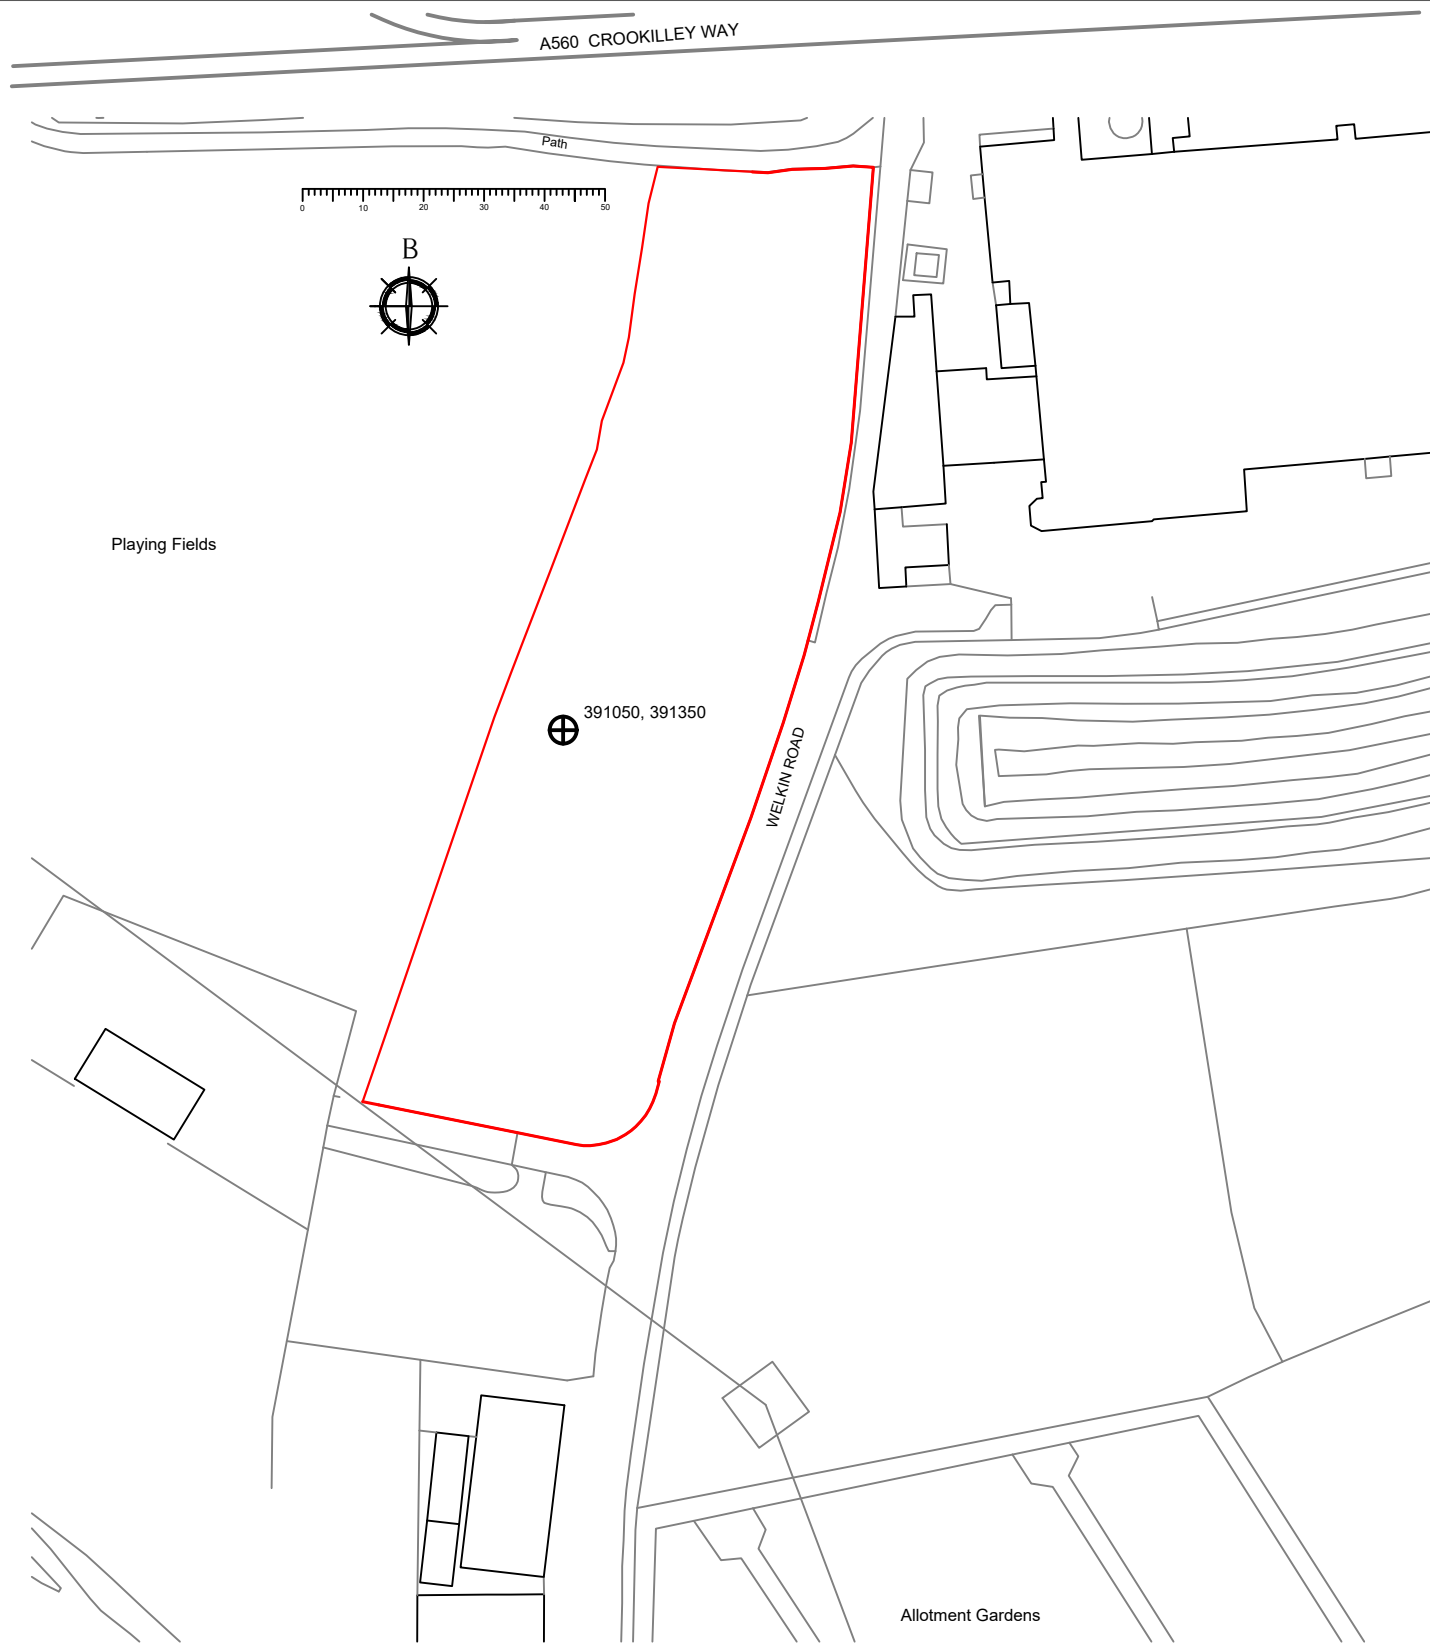 A560 CROOKILLEY WAY
Path
0 10 20 30 40 50
B
Playing Fields
391050, 391350
WELKIN ROAD
Allotment Gardens